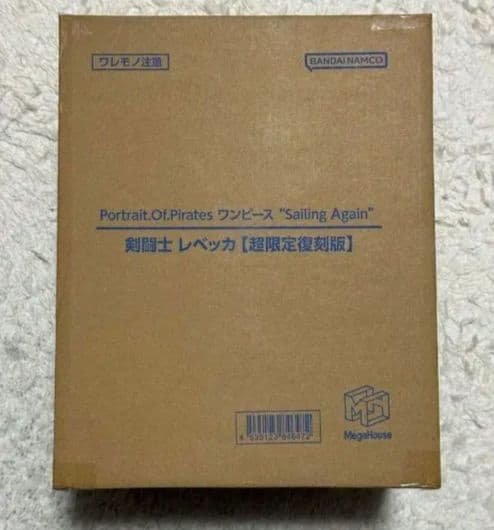 ワレモノ注意
BANDAI NAMCO
Portrait.Of.Pirates ワンピース "Sailing Again"
剣闘士 レベッカ【超限定復刻版】
MegaHouse